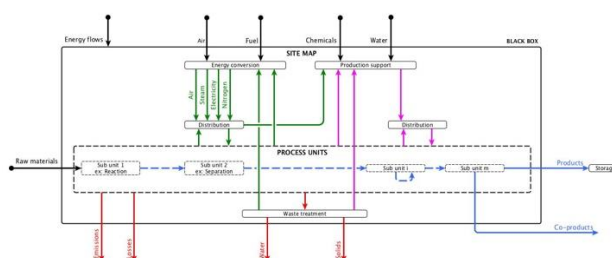 Energy flows
Air
Fuel
Chemicals
Water
BLACK BOX
SITE MAP
Energy conversion
Production support
Air
Steam
Electricity
Nitrogen
Distribution
Distribution
PROCESS UNITS
Raw materials
Sub unit 1
ex: Reaction
Sub unit 2
ex: Separation
Sub unit i
Sub unit m
Products
Storag
Waste treatment
Co-products
Emissions
Losses
Water
Solids